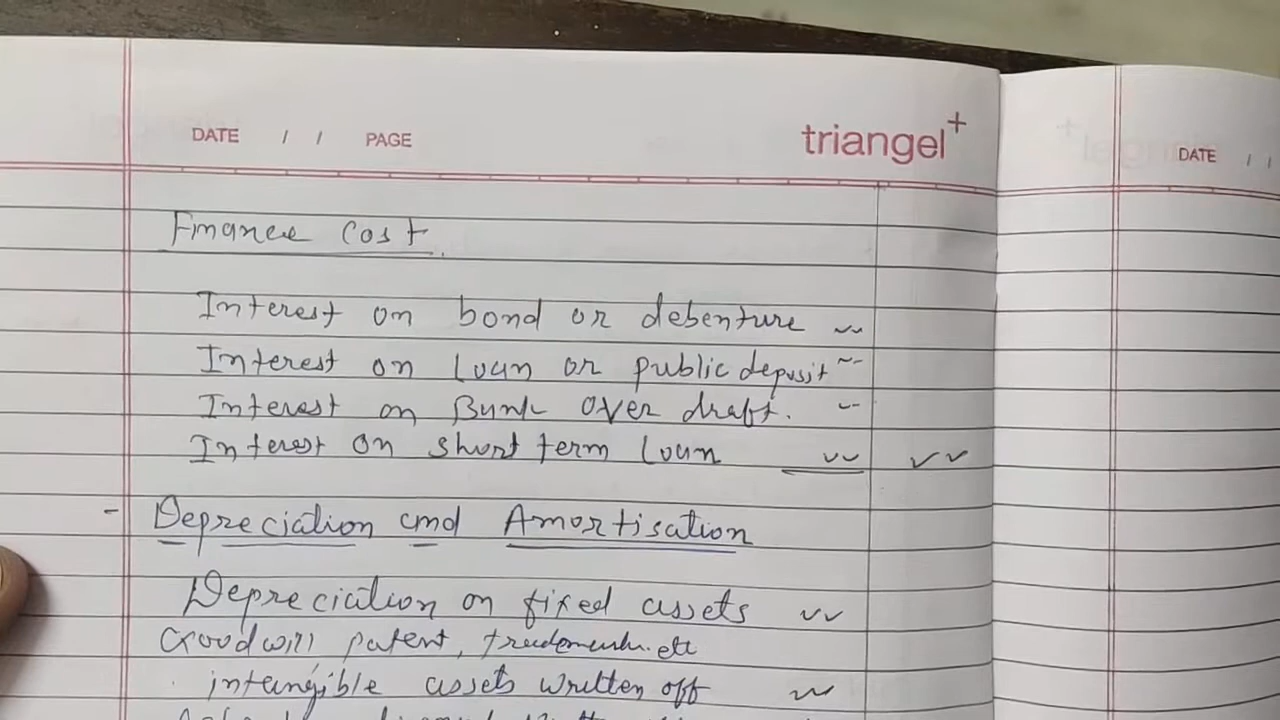 DATE / / PAGE
triangel+
DATE / /
Finance cost
Interest on bond or debenture
Interest on Loan or public deposit
Interest on Bank over draft.
Interest on short term Loan
- Depreciation and Amortisation
Depreciation on fixed assets
Goodwill patent, trademark. etc
intangible assets written off